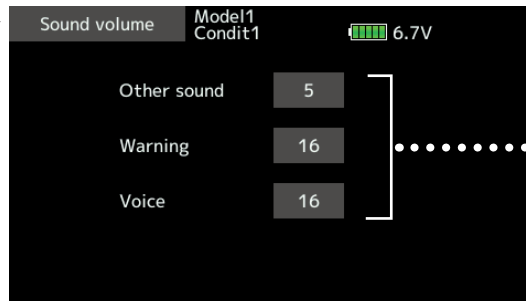 Sound volume
Model1
Condit1
6.7V
Other sound 5
Warning 16
Voice 16